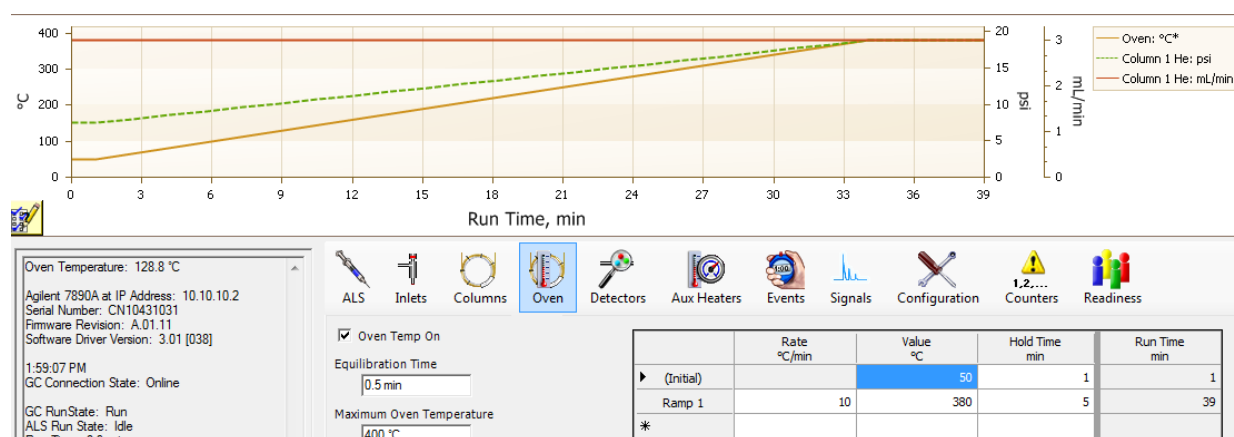 400
300
200
100
0
°C
0 3 6 9 12 15 18 21 24 27 30 33 36 39
Run Time, min
20
15
10
5
0
psi
3
2
1
0
mL/min
Oven: °C*
Column 1 He: psi
Column 1 He: mL/min
Oven Temperature: 128.8 °C
Agilent 7890A at IP Address: 10.10.10.2
Serial Number: CN10431031
Firmware Revision: A.01.11
Software Driver Version: 3.01 [038]
1:59:07 PM
GC Connection State: Online
GC RunState: Run
ALS Run State: Idle
ALS Inlets Columns Oven Detectors Aux Heaters Events Signals Configuration Counters Readiness
1:00
1,2,...
Oven Temp On
Equilibration Time
0.5 min
Maximum Oven Temperature
400 °C
Rate Value Hold Time Run Time
°C/min °C min min
(Initial) 50 1 1
Ramp 1 10 380 5 39
*